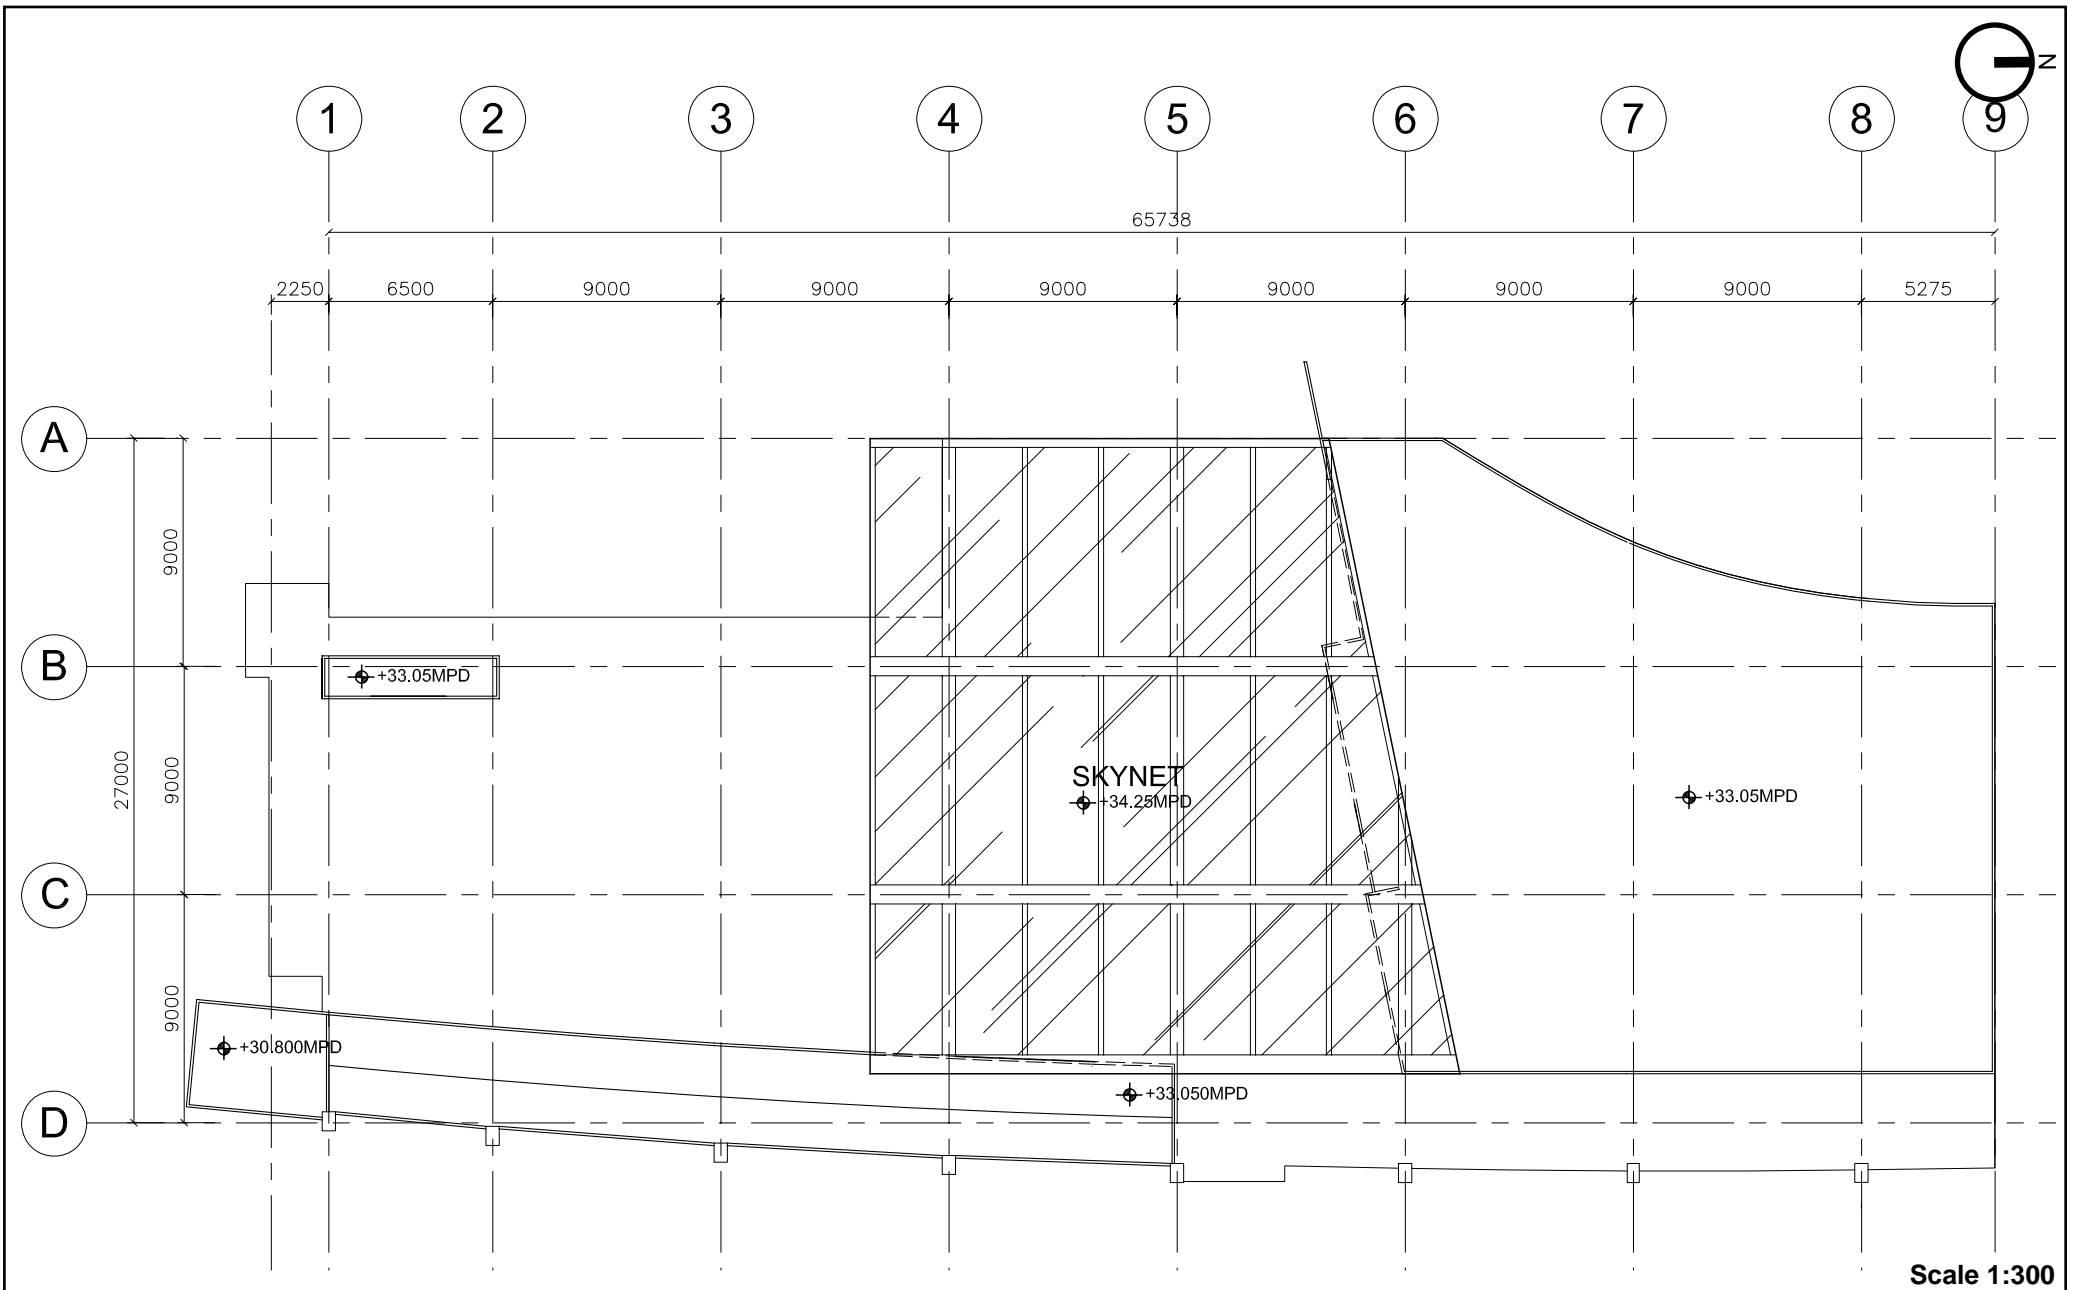 N
1 2 3 4 5 6 7 8 9
65738
2250 6500 9000 9000 9000 9000 9000 9000 5275
A
9000
B
+33.05MPD
27000
9000
SKYNET
+34.25MPD
+33.05MPD
C
9000
+30.800MPD
+33.050MPD
D
Scale 1:300